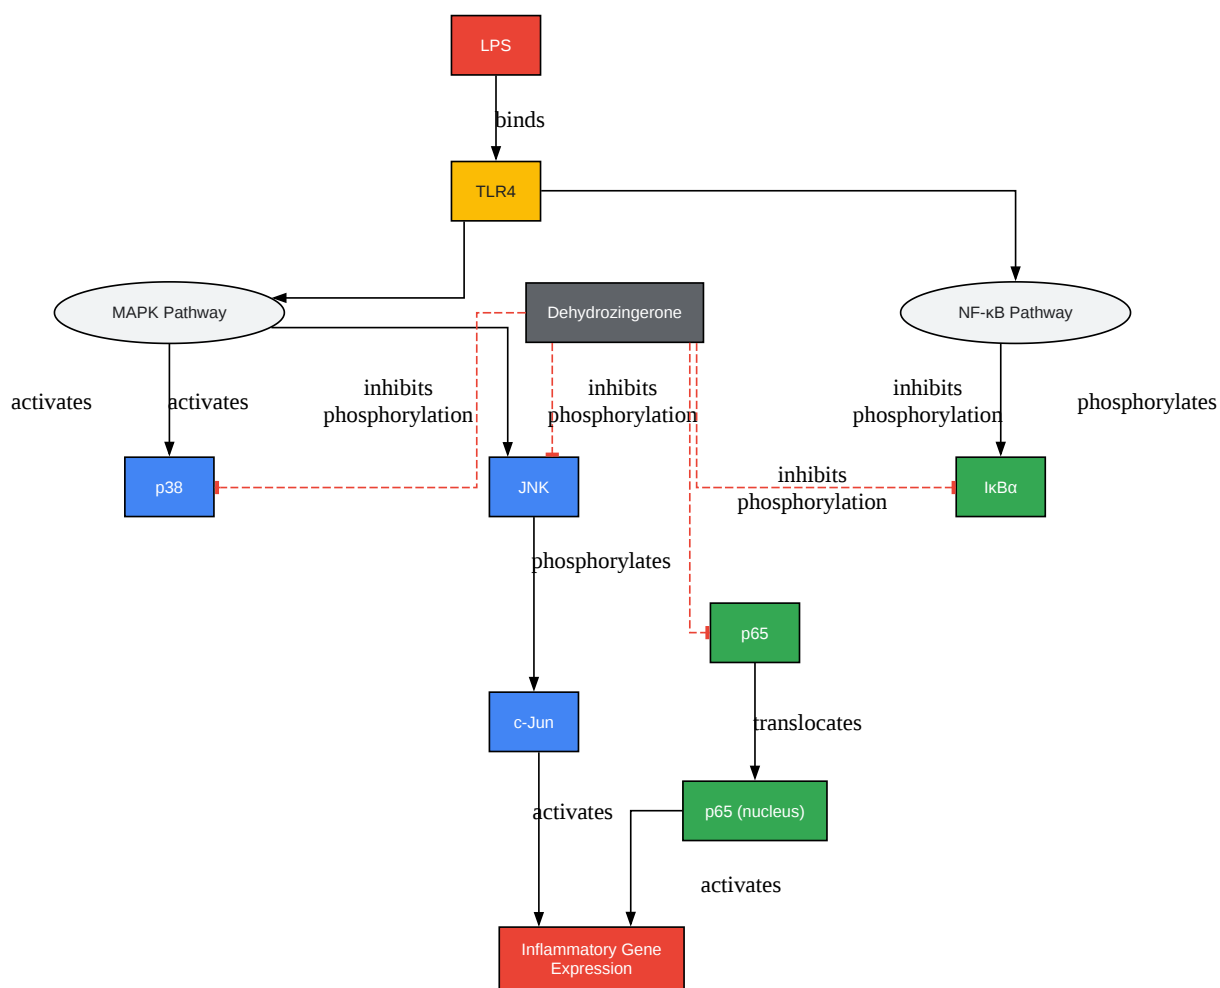 LPS
binds
TLR4
MAPK Pathway
Dehydrozingerone
NF-κB Pathway
activates
activates
inhibits
phosphorylation
inhibits
phosphorylation
inhibits
phosphorylation
phosphorylates
inhibits
phosphorylation
p38
JNK
IκBα
phosphorylates
p65
c-Jun
translocates
activates
p65 (nucleus)
activates
Inflammatory Gene
Expression